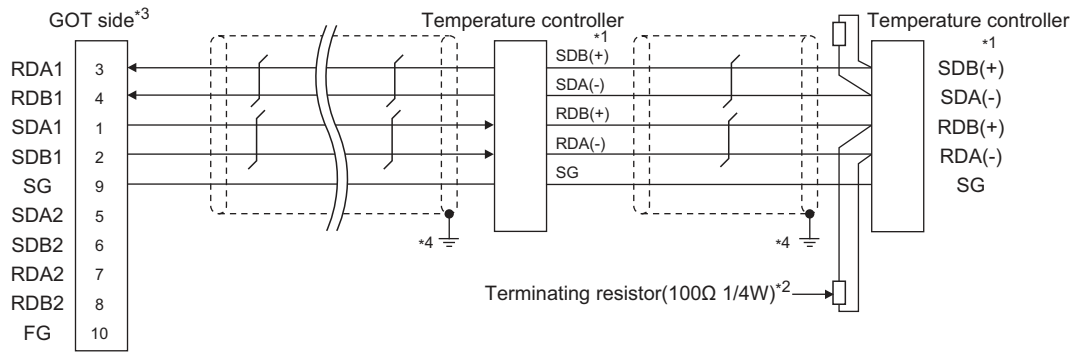 GOT side*3
Temperature controller
*1
Temperature controller
*1
RDA1 3
RDB1 4
SDA1 1
SDB1 2
SG 9
SDA2 5
SDB2 6
RDA2 7
RDB2 8
FG 10
SDB(+)
SDA(-)
RDB(+)
RDA(-)
SG
SDB(+)
SDA(-)
RDB(+)
RDA(-)
SG
*4
*4
Terminating resistor(100Ω 1/4W)*2